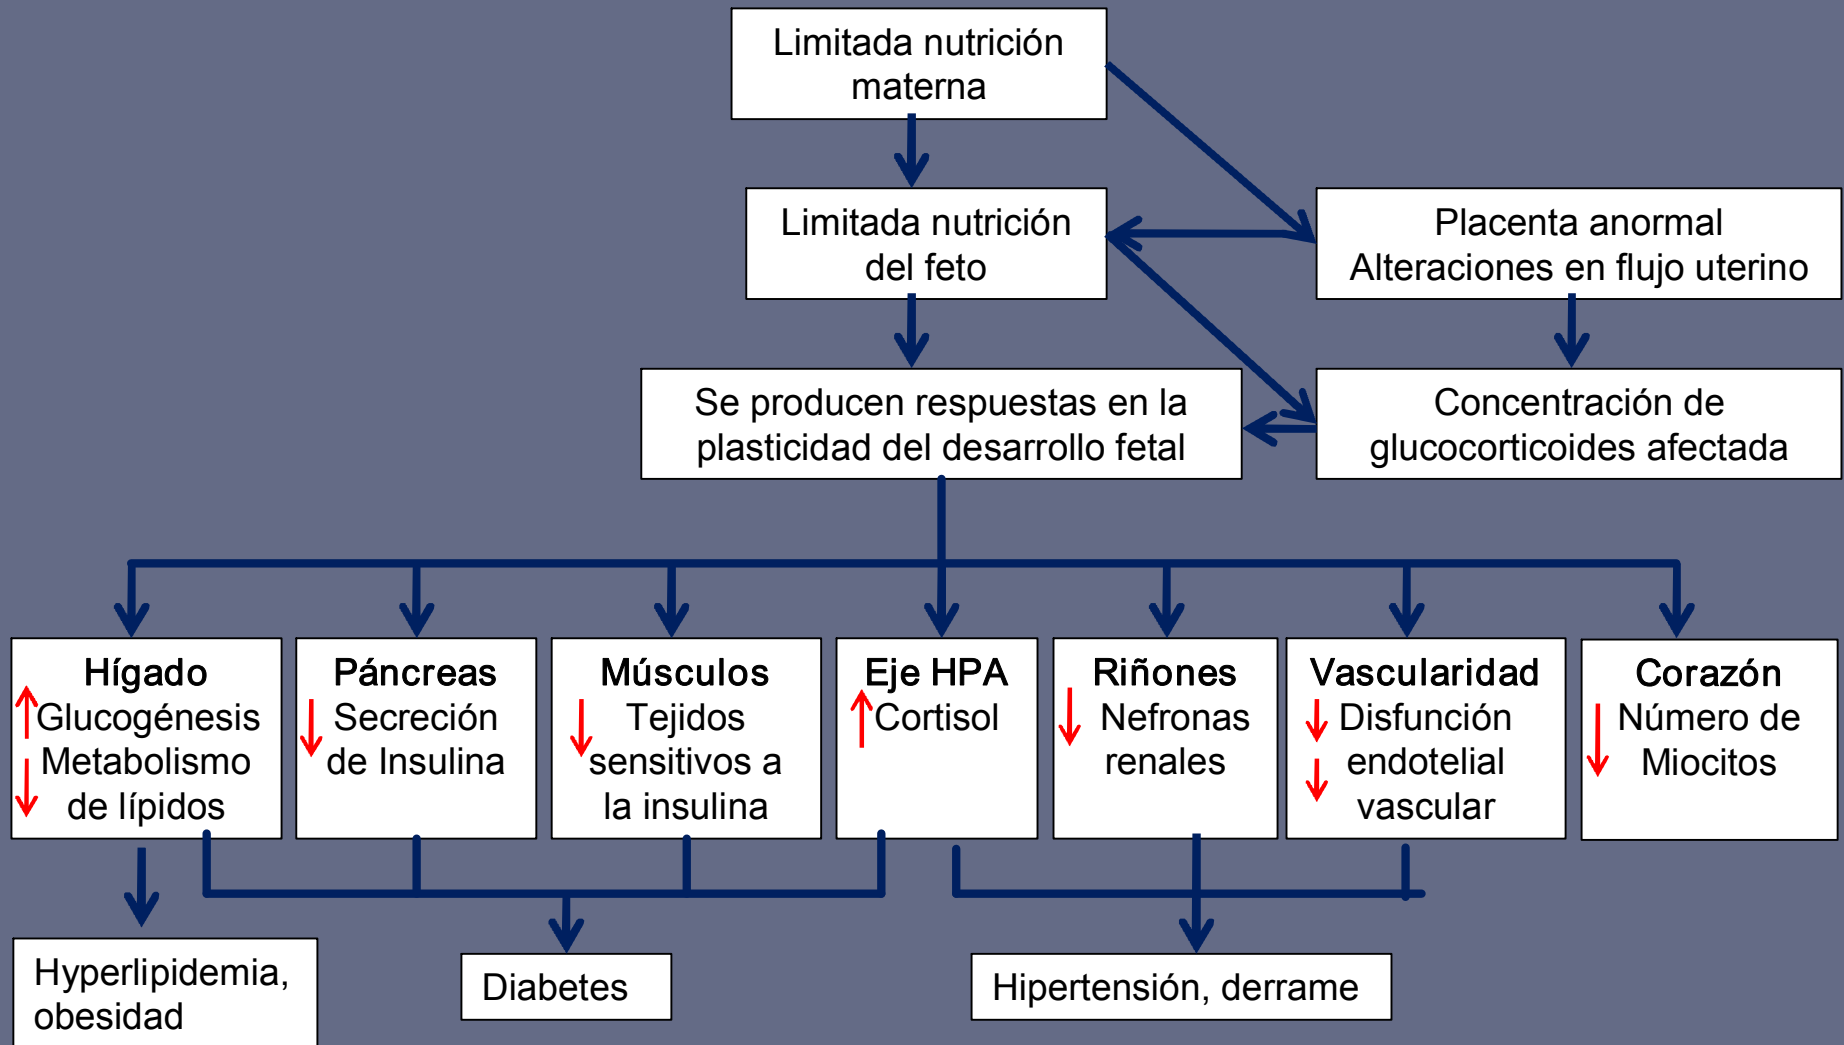 Limitada nutrición
materna
Limitada nutrición
del feto
Placenta anormal
Alteraciones en flujo uterino
Se producen respuestas en la
plasticidad del desarrollo fetal
Concentración de
glucocorticoides afectada
Hígado
Glucogénesis
Metabolismo
de lípidos
Páncreas
Secreción
de Insulina
Músculos
Tejidos
sensitivos a
la insulina
Eje HPA
Cortisol
Riñones
Nefronas
renales
Vascularidad
Disfunción
endotelial
vascular
Corazón
Número de
Miocitos
Hyperlipidemia,
obesidad
Diabetes
Hipertensión, derrame